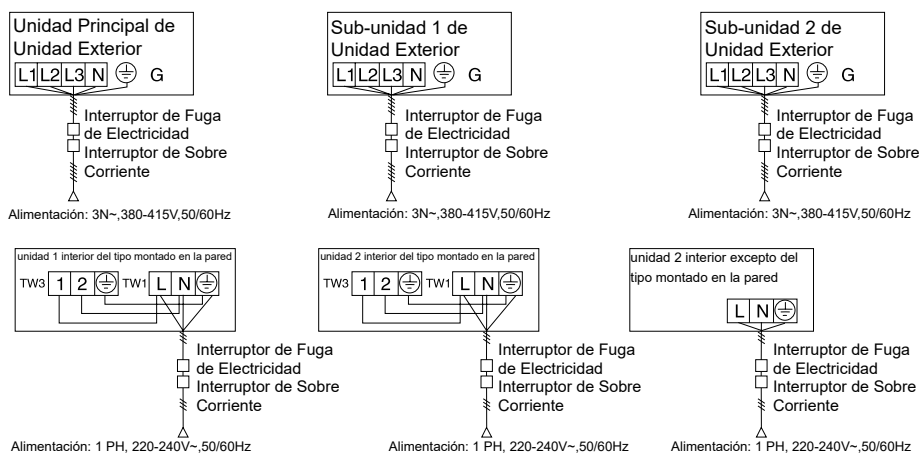 Unidad Principal de
Unidad Exterior
L1 L2 L3 N G
Interruptor de Fuga
de Electricidad
Interruptor de Sobre
Corriente
Alimentación: 3N~,380-415V,50/60Hz
Sub-unidad 1 de
Unidad Exterior
L1 L2 L3 N G
Interruptor de Fuga
de Electricidad
Interruptor de Sobre
Corriente
Alimentación: 3N~,380-415V,50/60Hz
Sub-unidad 2 de
Unidad Exterior
L1 L2 L3 N G
Interruptor de Fuga
de Electricidad
Interruptor de Sobre
Corriente
Alimentación: 3N~,380-415V,50/60Hz
unidad 1 interior del tipo montado en la pared
TW3 1 2 TW1 L N
Interruptor de Fuga
de Electricidad
Interruptor de Sobre
Corriente
Alimentación: 1 PH, 220-240V~,50/60Hz
unidad 2 interior del tipo montado en la pared
TW3 1 2 TW1 L N
Interruptor de Fuga
de Electricidad
Interruptor de Sobre
Corriente
Alimentación: 1 PH, 220-240V~,50/60Hz
unidad 2 interior excepto del
tipo montado en la pared
L N
Interruptor de Fuga
de Electricidad
Interruptor de Sobre
Corriente
Alimentación: 1 PH, 220-240V~,50/60Hz